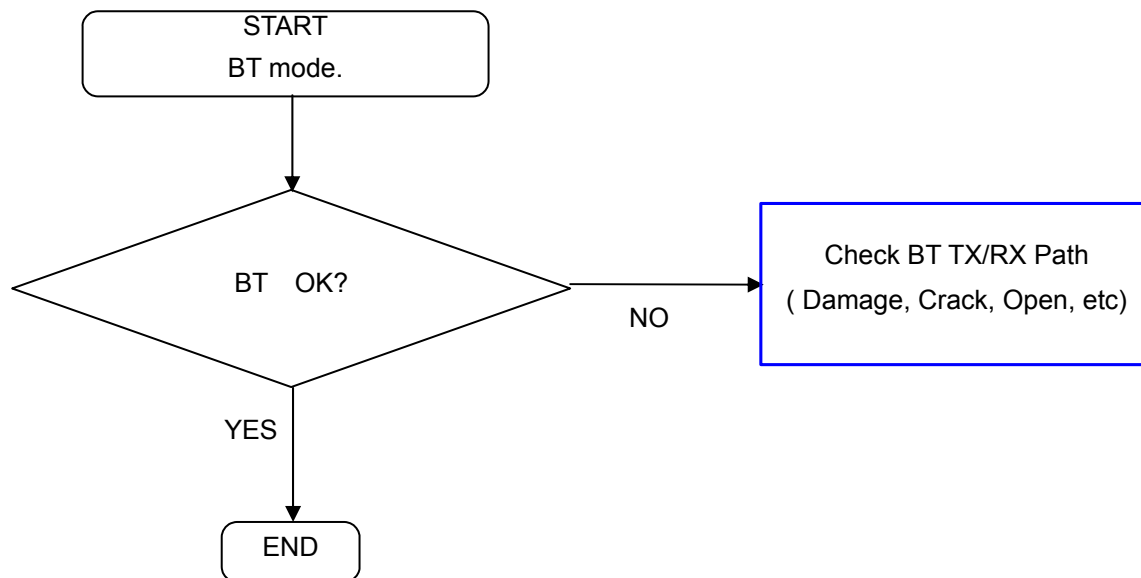 START
BT mode.
BT OK?
NO
Check BT TX/RX Path
( Damage, Crack, Open, etc)
YES
END